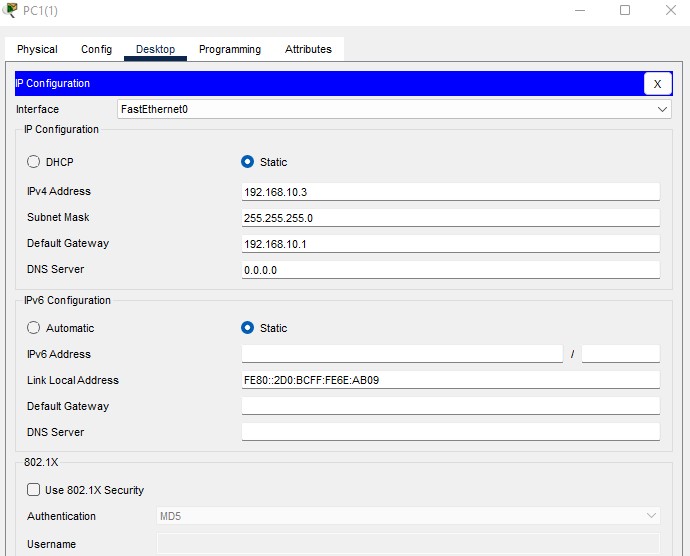 PC1(1)
Physical Config Desktop Programming Attributes
IP Configuration X
Interface FastEthernet0
IP Configuration
DHCP Static
IPv4 Address 192.168.10.3
Subnet Mask 255.255.255.0
Default Gateway 192.168.10.1
DNS Server 0.0.0.0
IPv6 Configuration
Automatic Static
IPv6 Address /
Link Local Address FE80::2D0:BCFF:FE6E:AB09
Default Gateway
DNS Server
802.1X
Use 802.1X Security
Authentication MD5
Username